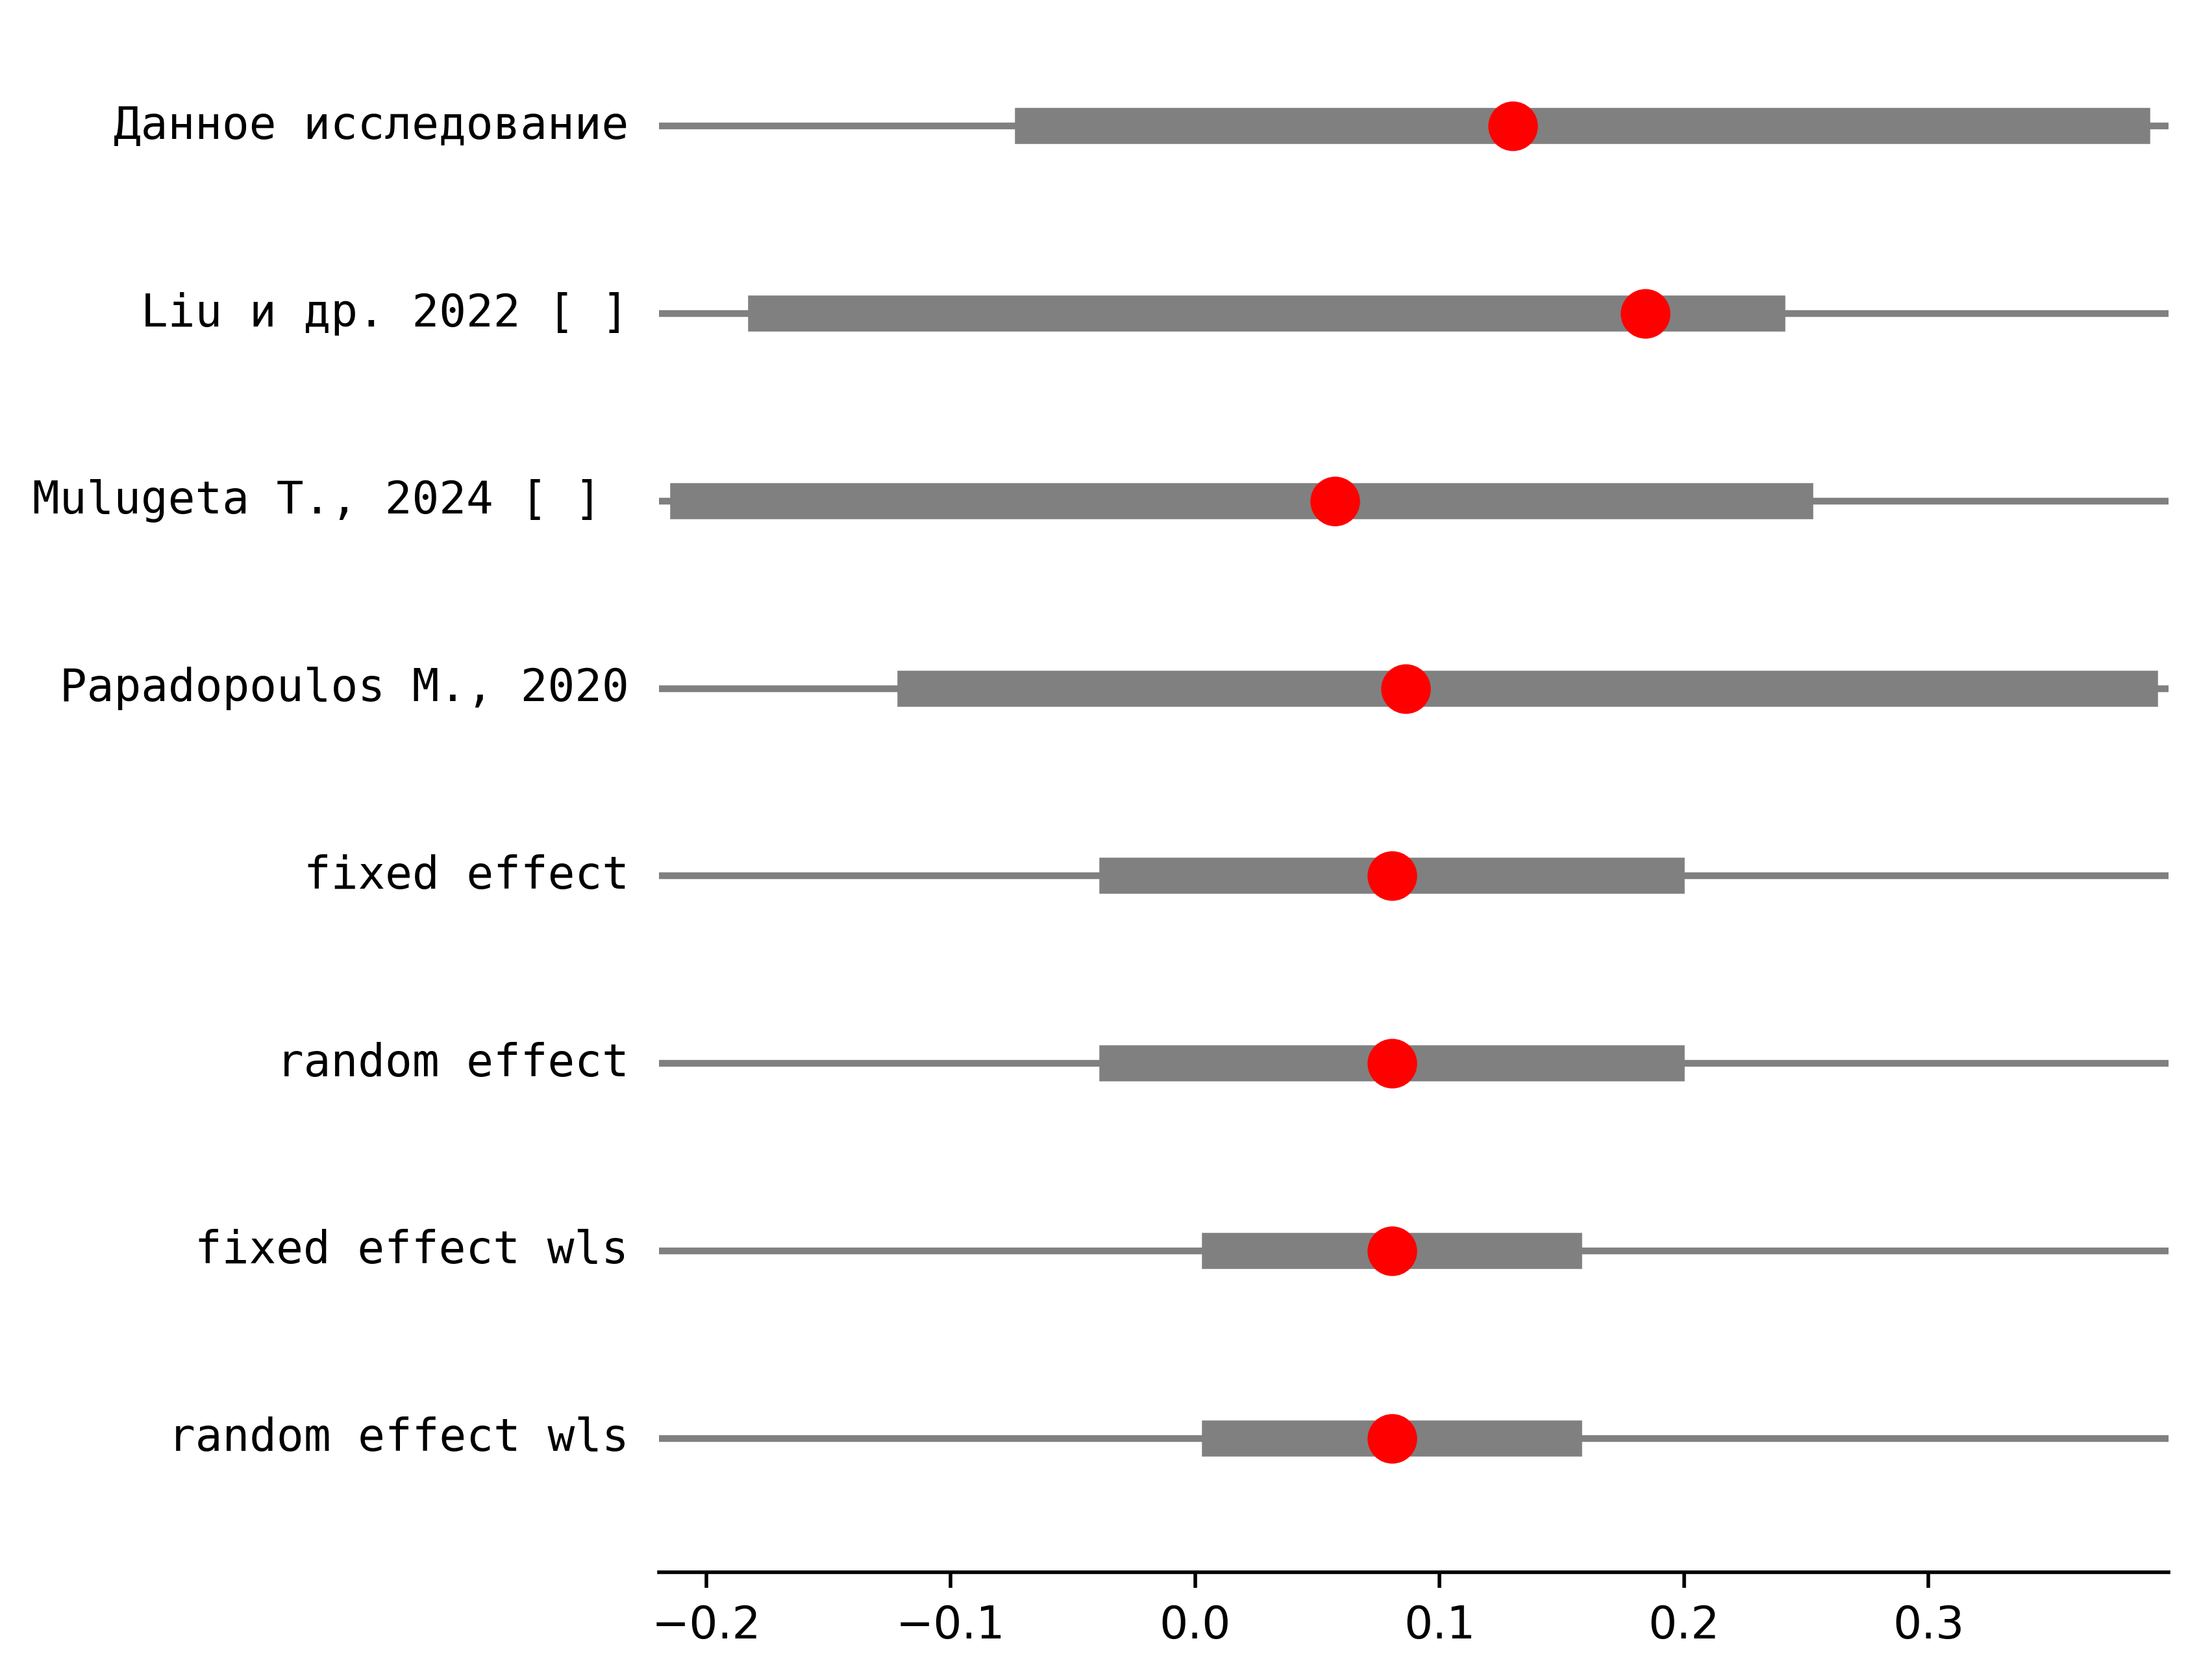 Данное исследование
Liu и др. 2022 [ ]
Mulugeta T., 2024 [ ]
Papadopoulos M., 2020
fixed effect
random effect
fixed effect wls
random effect wls
−0.2 −0.1 0.0 0.1 0.2 0.3